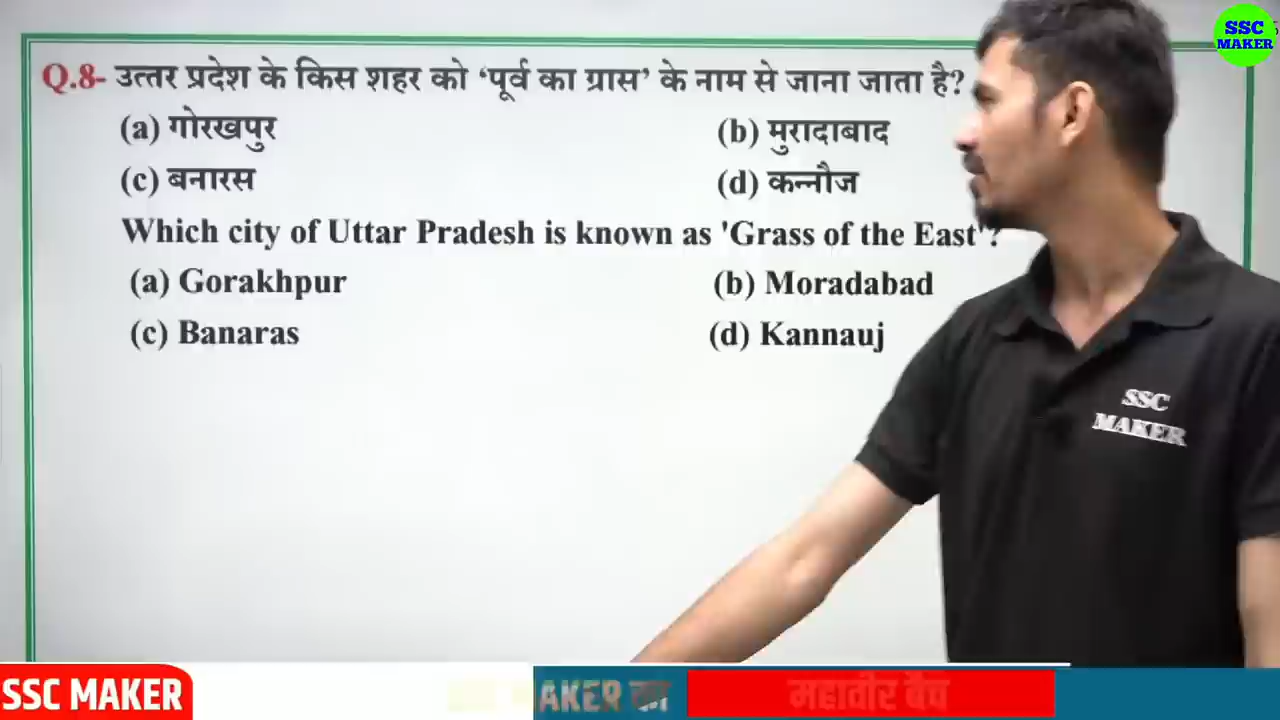 SSC
MAKER
Q.8- उत्तर प्रदेश के किस शहर को ‘पूर्व का ग्रास’ के नाम से जाना जाता है?
(a) गोरखपुर (b) मुरादाबाद
(c) बनारस (d) कन्नौज
Which city of Uttar Pradesh is known as 'Grass of the East'?
(a) Gorakhpur (b) Moradabad
(c) Banaras (d) Kannauj
SSC
MAKER
SSC MAKER AKER का महावीर बैच